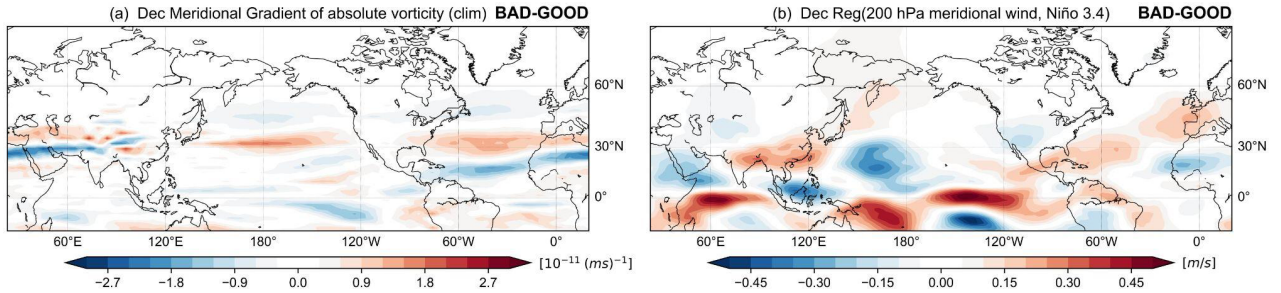 (a) Dec Meridional Gradient of absolute vorticity (clim) BAD-GOOD
60°N
30°N
0°
60°E 120°E 180° 120°W 60°W 0°
−2.7 −1.8 −0.9 0.0 0.9 1.8 2.7 [10⁻¹¹ (ms)⁻¹]
(b) Dec Reg(200 hPa meridional wind, Niño 3.4) BAD-GOOD
60°N
30°N
0°
60°E 120°E 180° 120°W 60°W 0°
−0.45 −0.30 −0.15 0.00 0.15 0.30 0.45 [m/s]